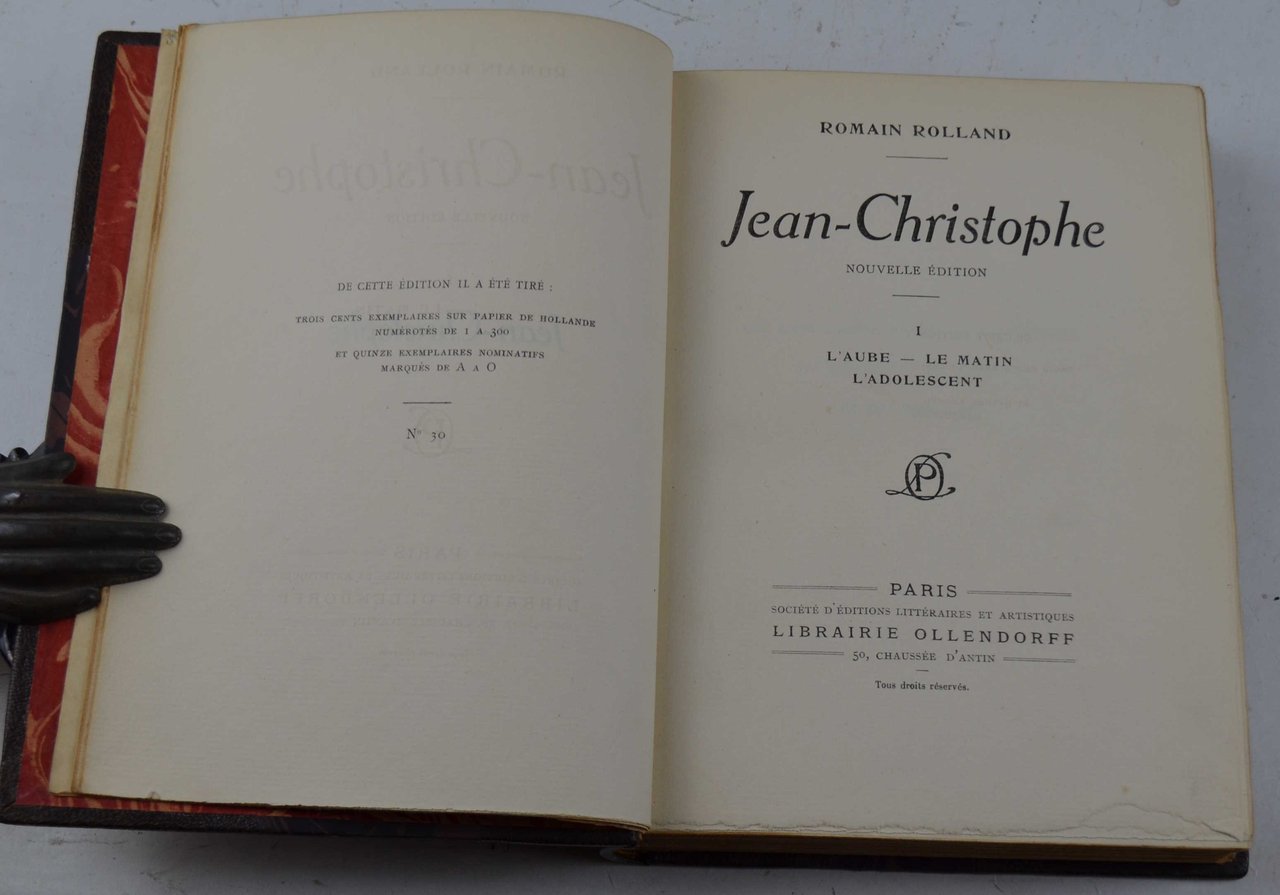 DE CETTE ÉDITION IL A ÉTÉ TIRÉ :
TROIS CENTS EXEMPLAIRES SUR PAPIER DE HOLLANDE
NUMÉROTÉS DE 1 A 300
ET QUINZE EXEMPLAIRES NOMINATIFS
MARQUÉS DE A A O
Nº 30
ROMAIN ROLLAND
Jean-Christophe
NOUVELLE ÉDITION
I
L'AUBE — LE MATIN
L'ADOLESCENT
PARIS
SOCIÉTÉ D'ÉDITIONS LITTÉRAIRES ET ARTISTIQUES
LIBRAIRIE OLLENDORFF
50, CHAUSSÉE D'ANTIN
Tous droits réservés.